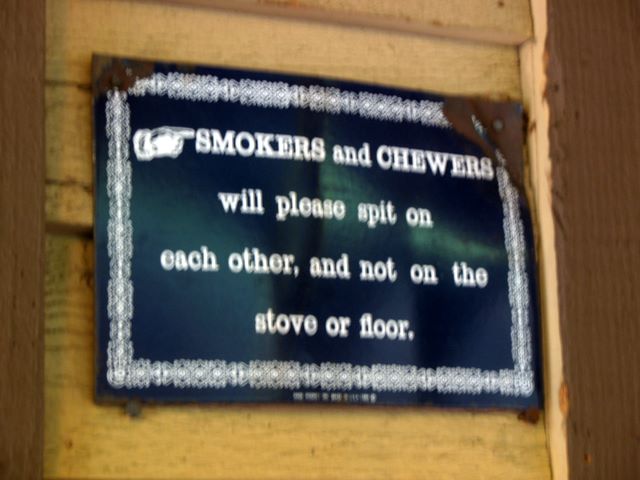 SMOKERS and CHEWERS
will please spit on
each other, and not on the
stove or floor.